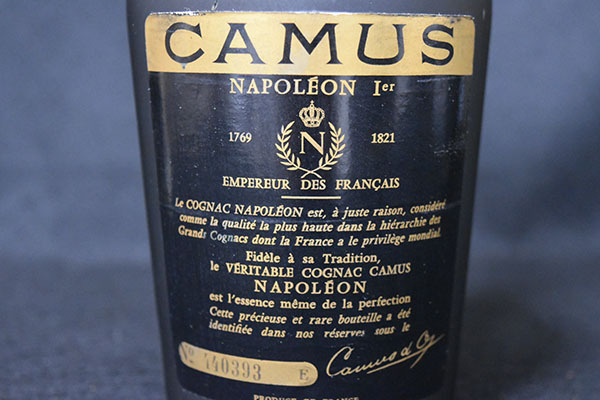 CAMUS
NAPOLÉON Ier
1769 N 1821
EMPEREUR DES FRANÇAIS
Le COGNAC NAPOLÉON est, à juste raison, considéré
comme la qualité la plus haute dans la hiérarchie des
Grands Cognacs dont la France a le privilège mondial.
Fidèle à sa Tradition,
le VÉRITABLE COGNAC CAMUS
NAPOLÉON
est l'essence même de la perfection
Cette précieuse et rare bouteille a été
identifiée dans nos réserves sous le
No 140393 E
PRODUCE OF FRANCE